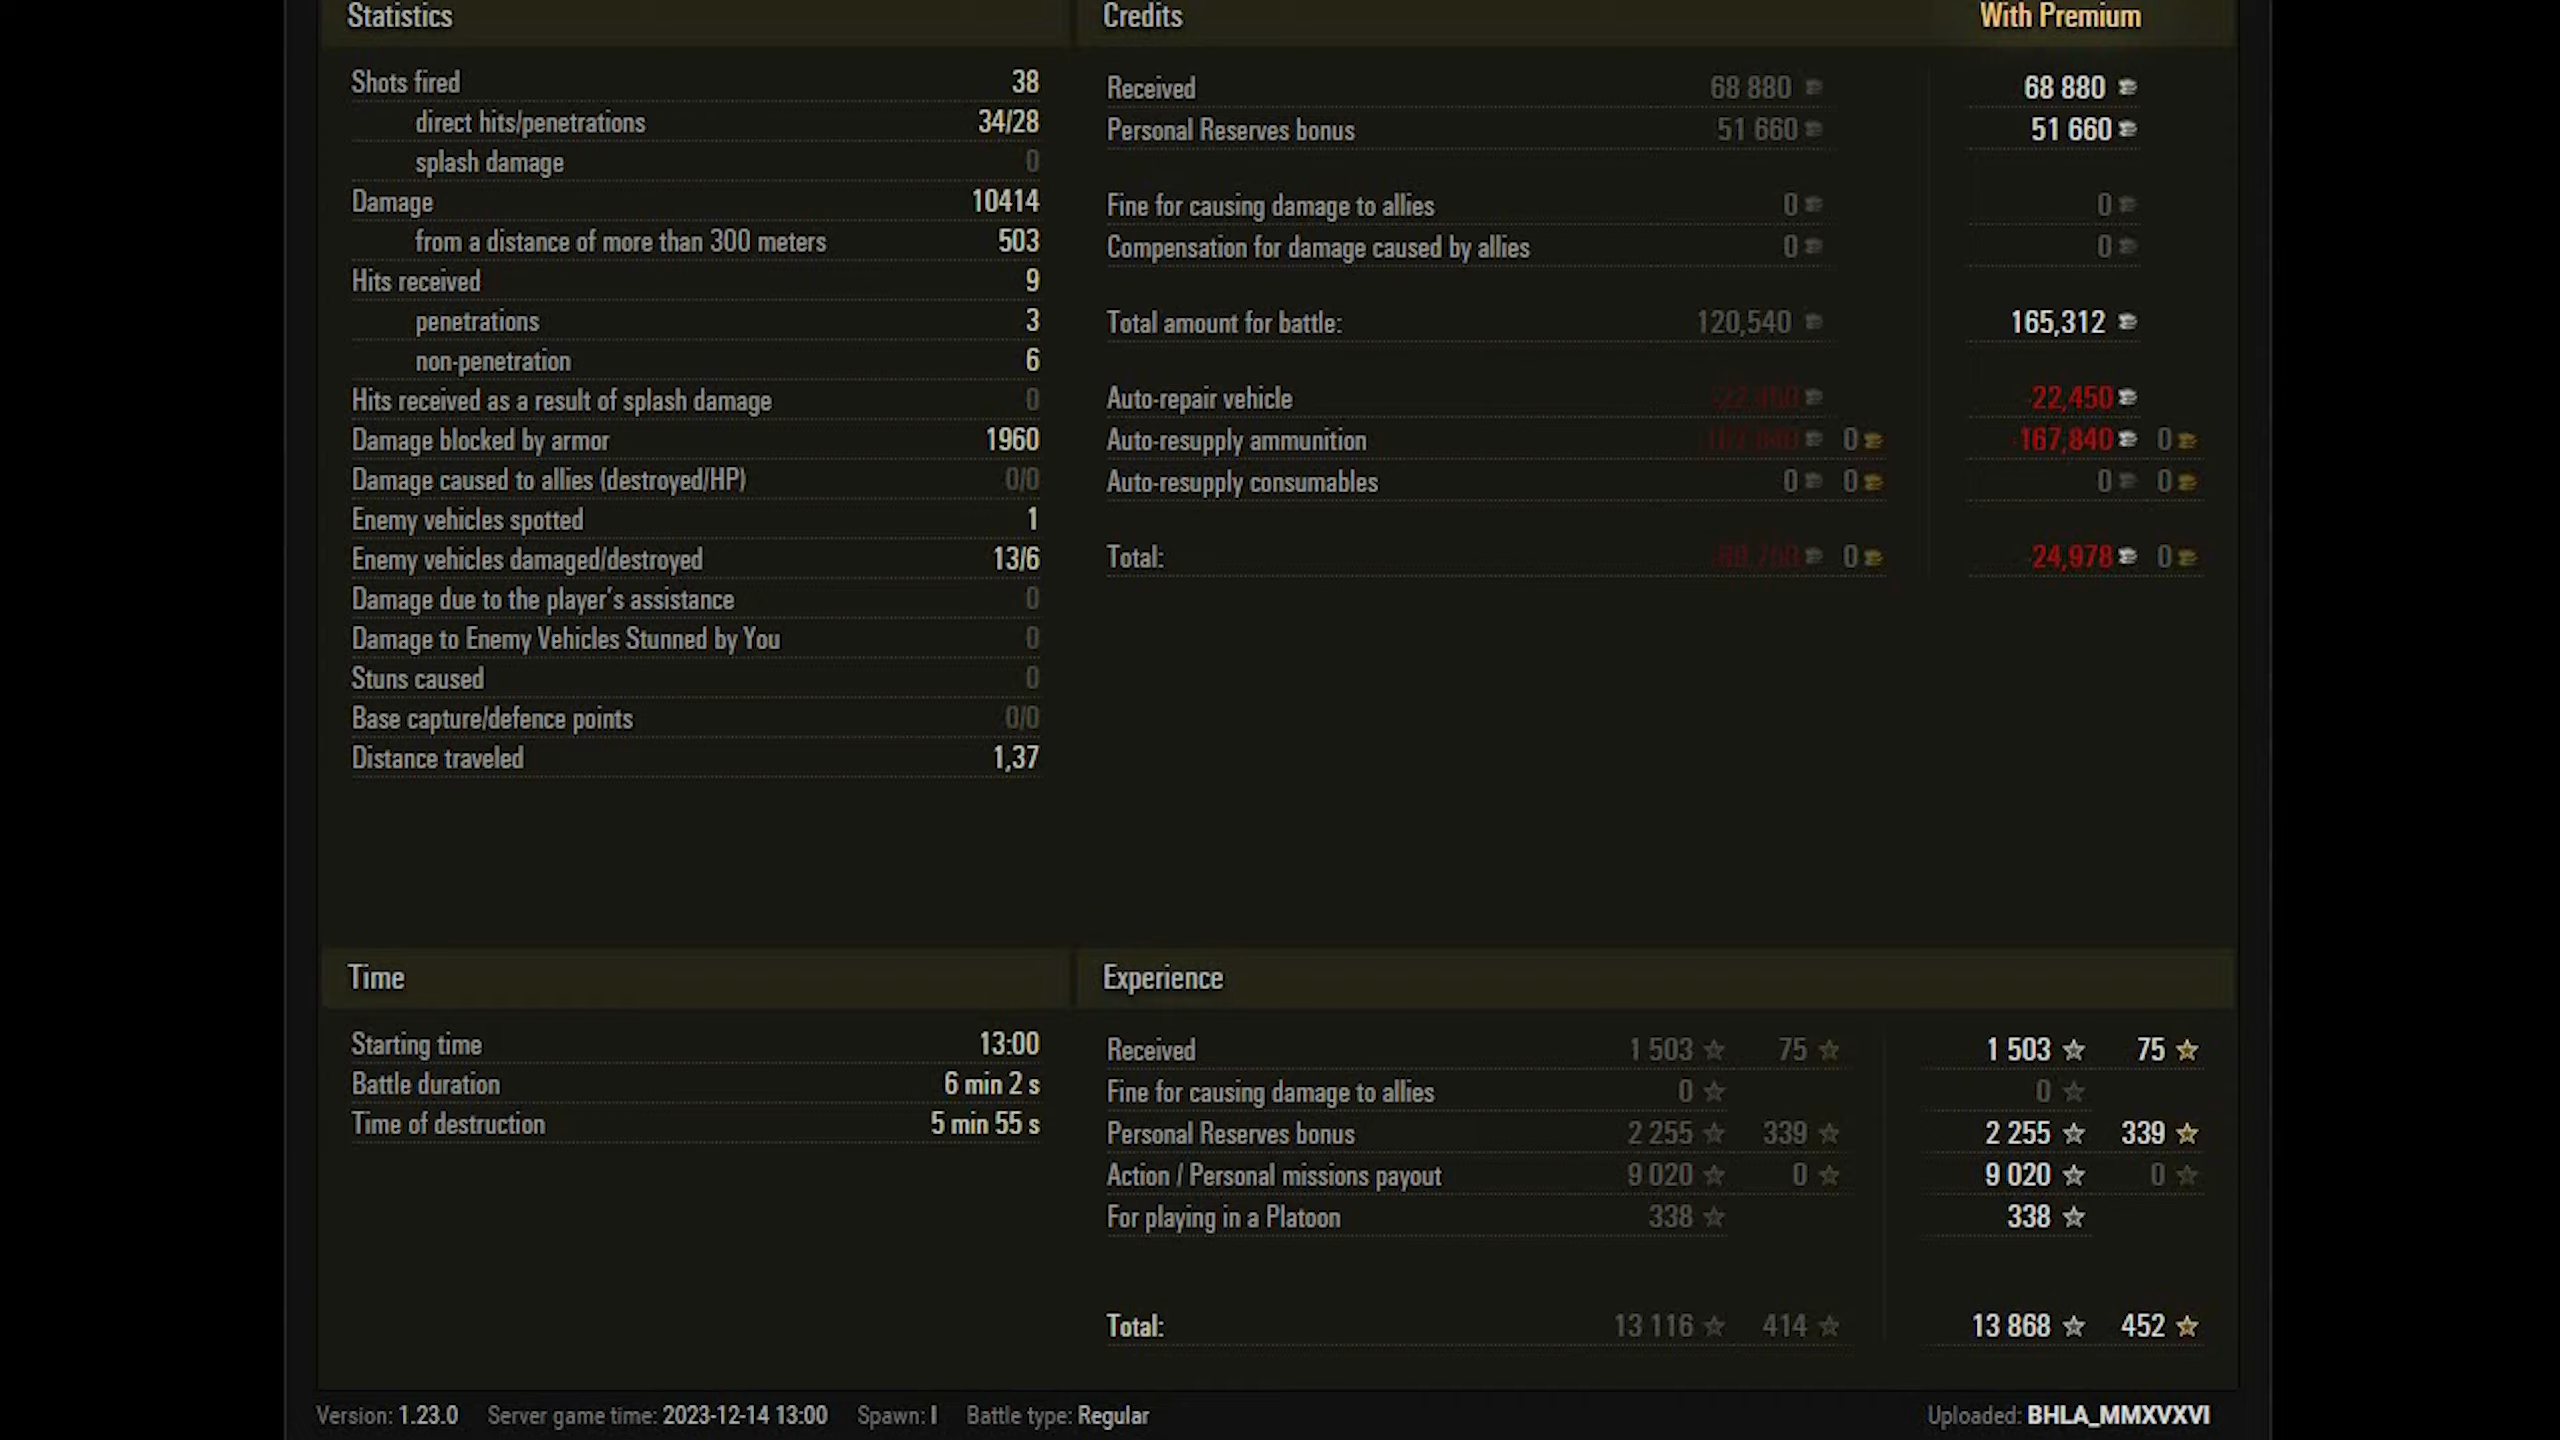 Statistics
Shots fired 38
direct hits/penetrations 34/28
splash damage 0
Damage 10414
from a distance of more than 300 meters 503
Hits received 9
penetrations 3
non-penetration 6
Hits received as a result of splash damage 0
Damage blocked by armor 1960
Damage caused to allies (destroyed/HP) 0/0
Enemy vehicles spotted 1
Enemy vehicles damaged/destroyed 13/6
Damage due to the player's assistance 0
Damage to Enemy Vehicles Stunned by You 0
Stuns caused 0
Base capture/defence points 0/0
Distance traveled 1,37
Credits With Premium
Received 68 880 68 880
Personal Reserves bonus 51 660 51 660
Fine for causing damage to allies 0 0
Compensation for damage caused by allies 0 0
Total amount for battle: 120,540 165,312
Auto-repair vehicle -22,450
Auto-resupply ammunition 0 -167,840 0
Auto-resupply consumables 0 0 0 0
Total: 0 -24,978 0
Time
Starting time 13:00
Battle duration 6 min 2 s
Time of destruction 5 min 55 s
Experience
Received 1 503 75 1 503 75
Fine for causing damage to allies 0 0
Personal Reserves bonus 2 255 339 2 255 339
Action / Personal missions payout 9 020 0 9 020 0
For playing in a Platoon 338 338
Total: 13 116 414 13 868 452
Version: 1.23.0 Server game time: 2023-12-14 13:00 Spawn: I Battle type: Regular Uploaded: BHLA_MMXVXVI